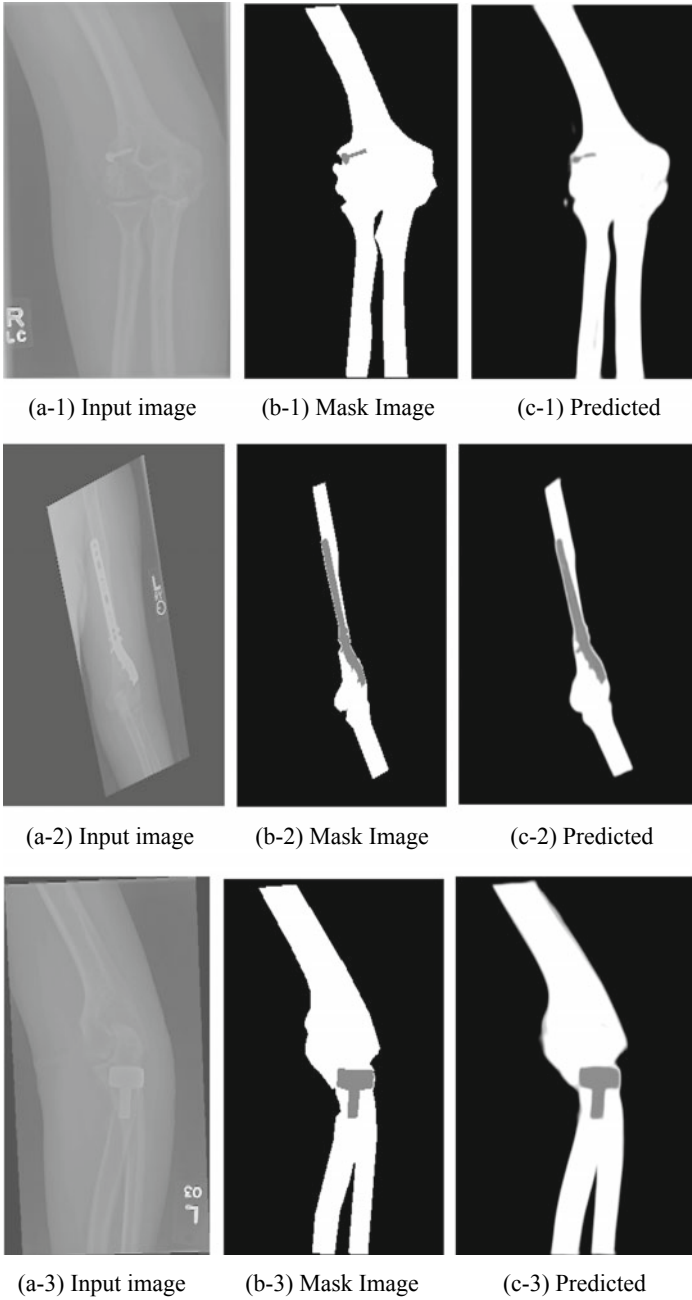 R
LC
(a-1) Input image
(b-1) Mask Image
(c-1) Predicted
L
(a-2) Input image
(b-2) Mask Image
(c-2) Predicted
03
L
(a-3) Input image
(b-3) Mask Image
(c-3) Predicted